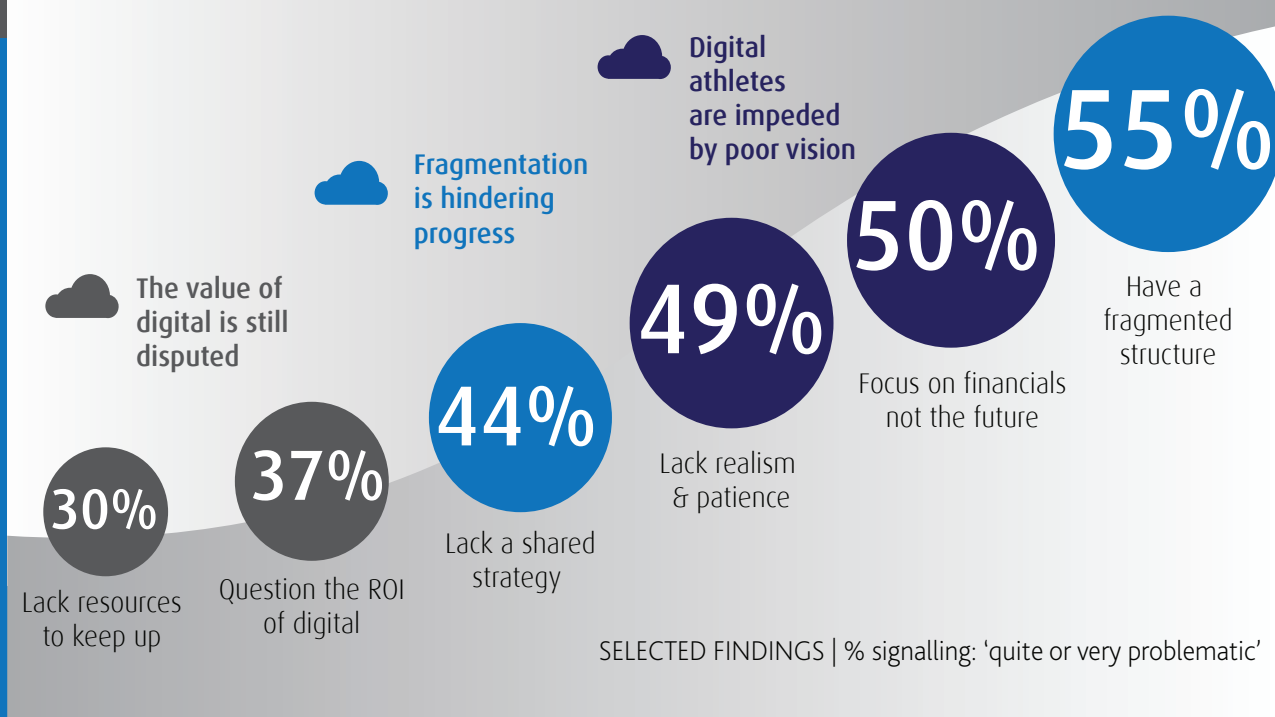 The value of
digital is still
disputed
Fragmentation
is hindering
progress
Digital
athletes
are impeded
by poor vision
30%
Lack resources
to keep up
37%
Question the ROI
of digital
44%
Lack a shared
strategy
49%
Lack realism
& patience
50%
Focus on financials
not the future
55%
Have a
fragmented
structure
SELECTED FINDINGS | % signalling: ‘quite or very problematic’